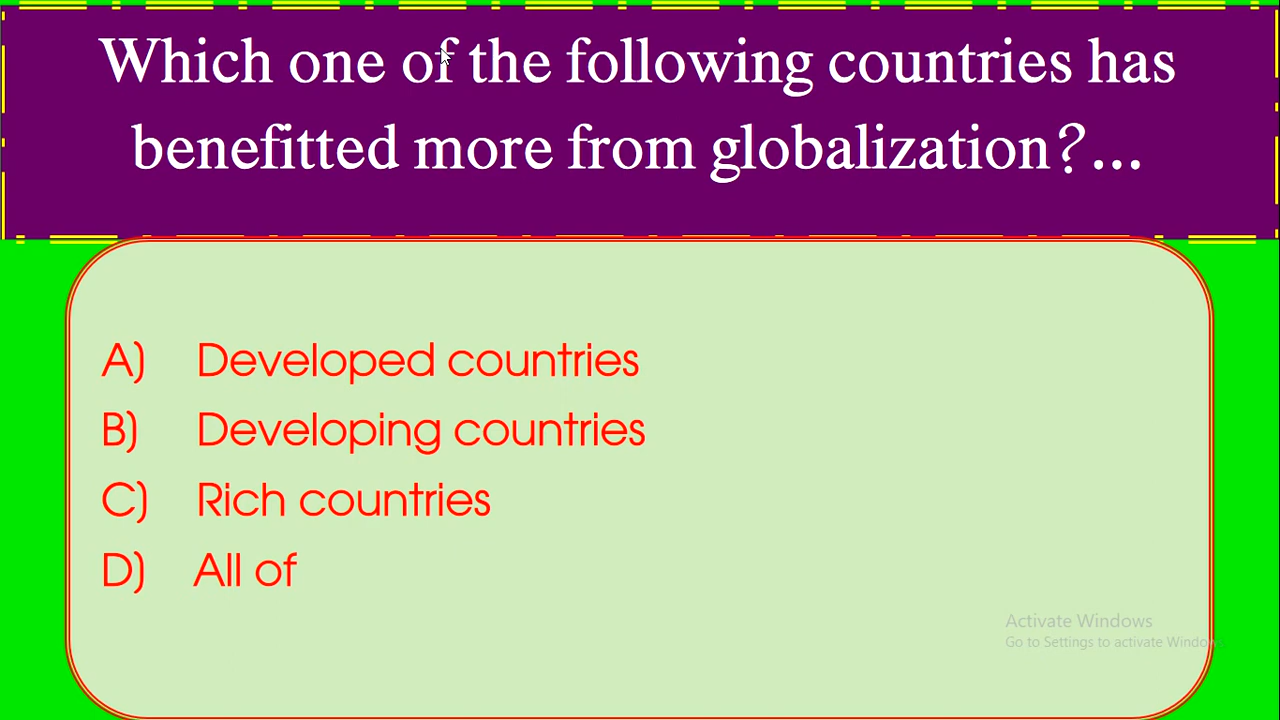 Which one of the following countries has
benefitted more from globalization?...
A) Developed countries
B) Developing countries
C) Rich countries
D) All of
Activate Windows
Go to Settings to activate Windows.